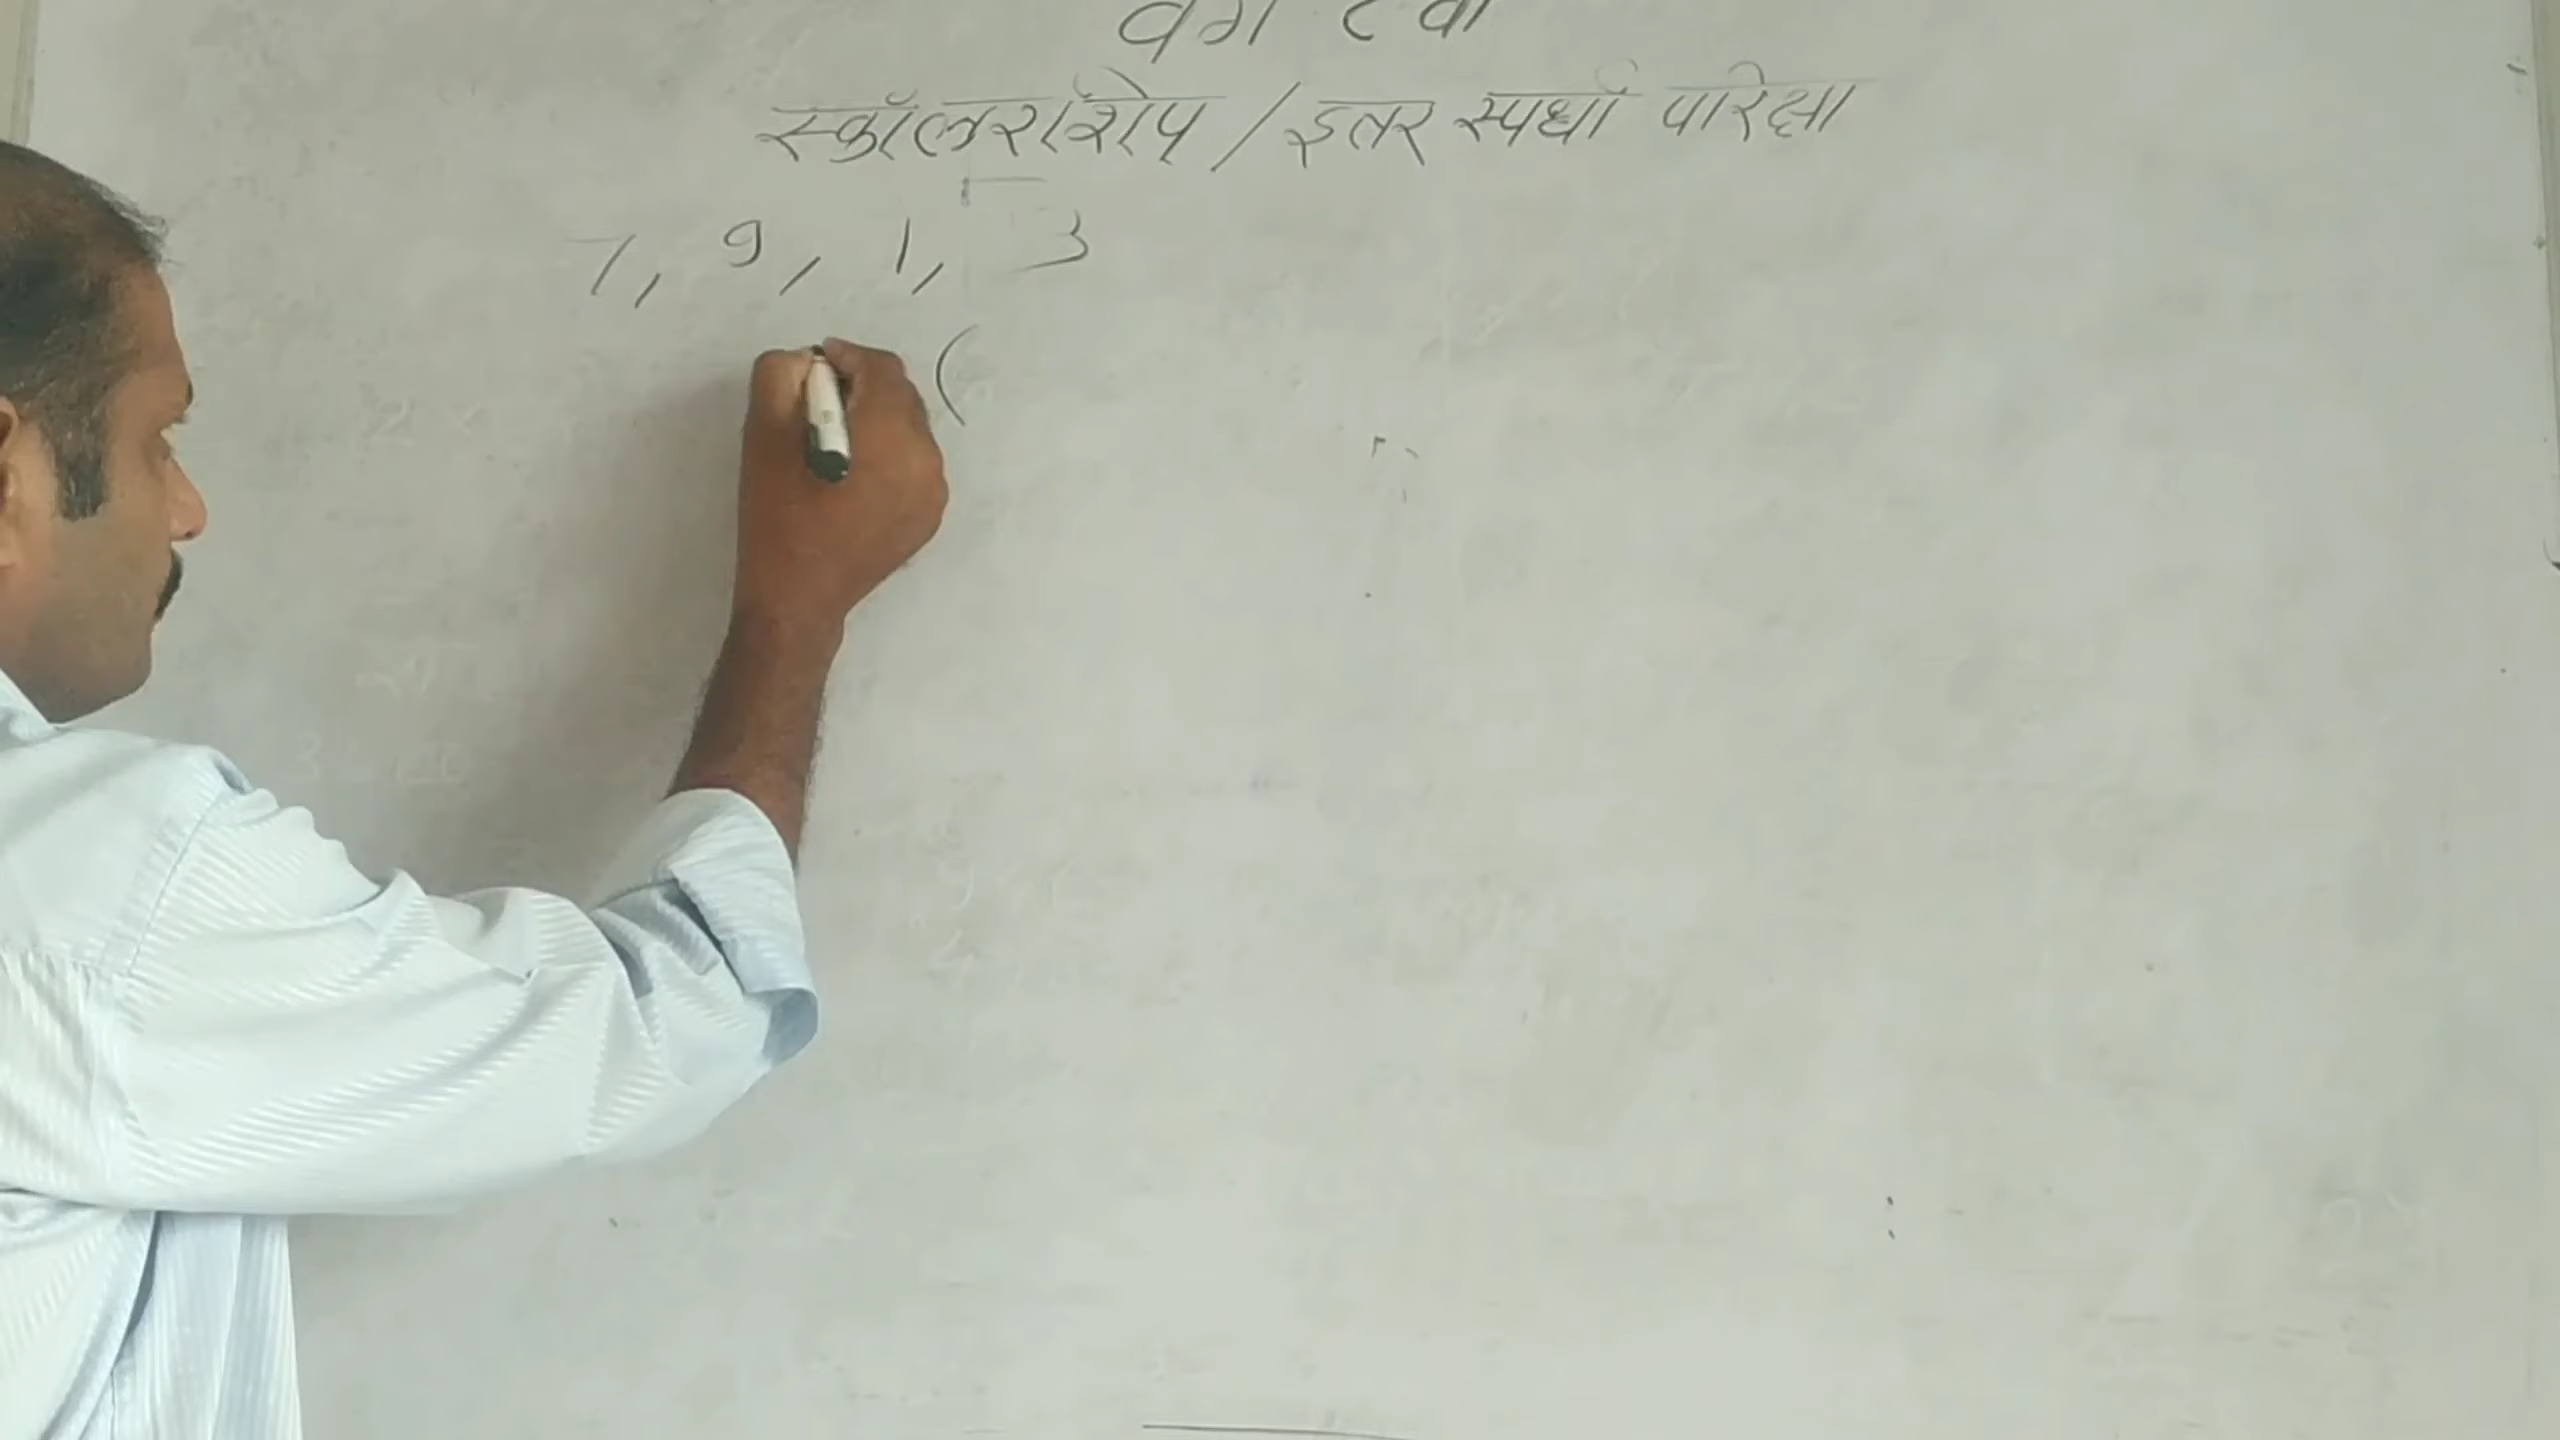 वर्ग ८ वा
स्कॉलरशिप / इतर स्पर्धा परिक्षा
7, 9, 1, 3
(